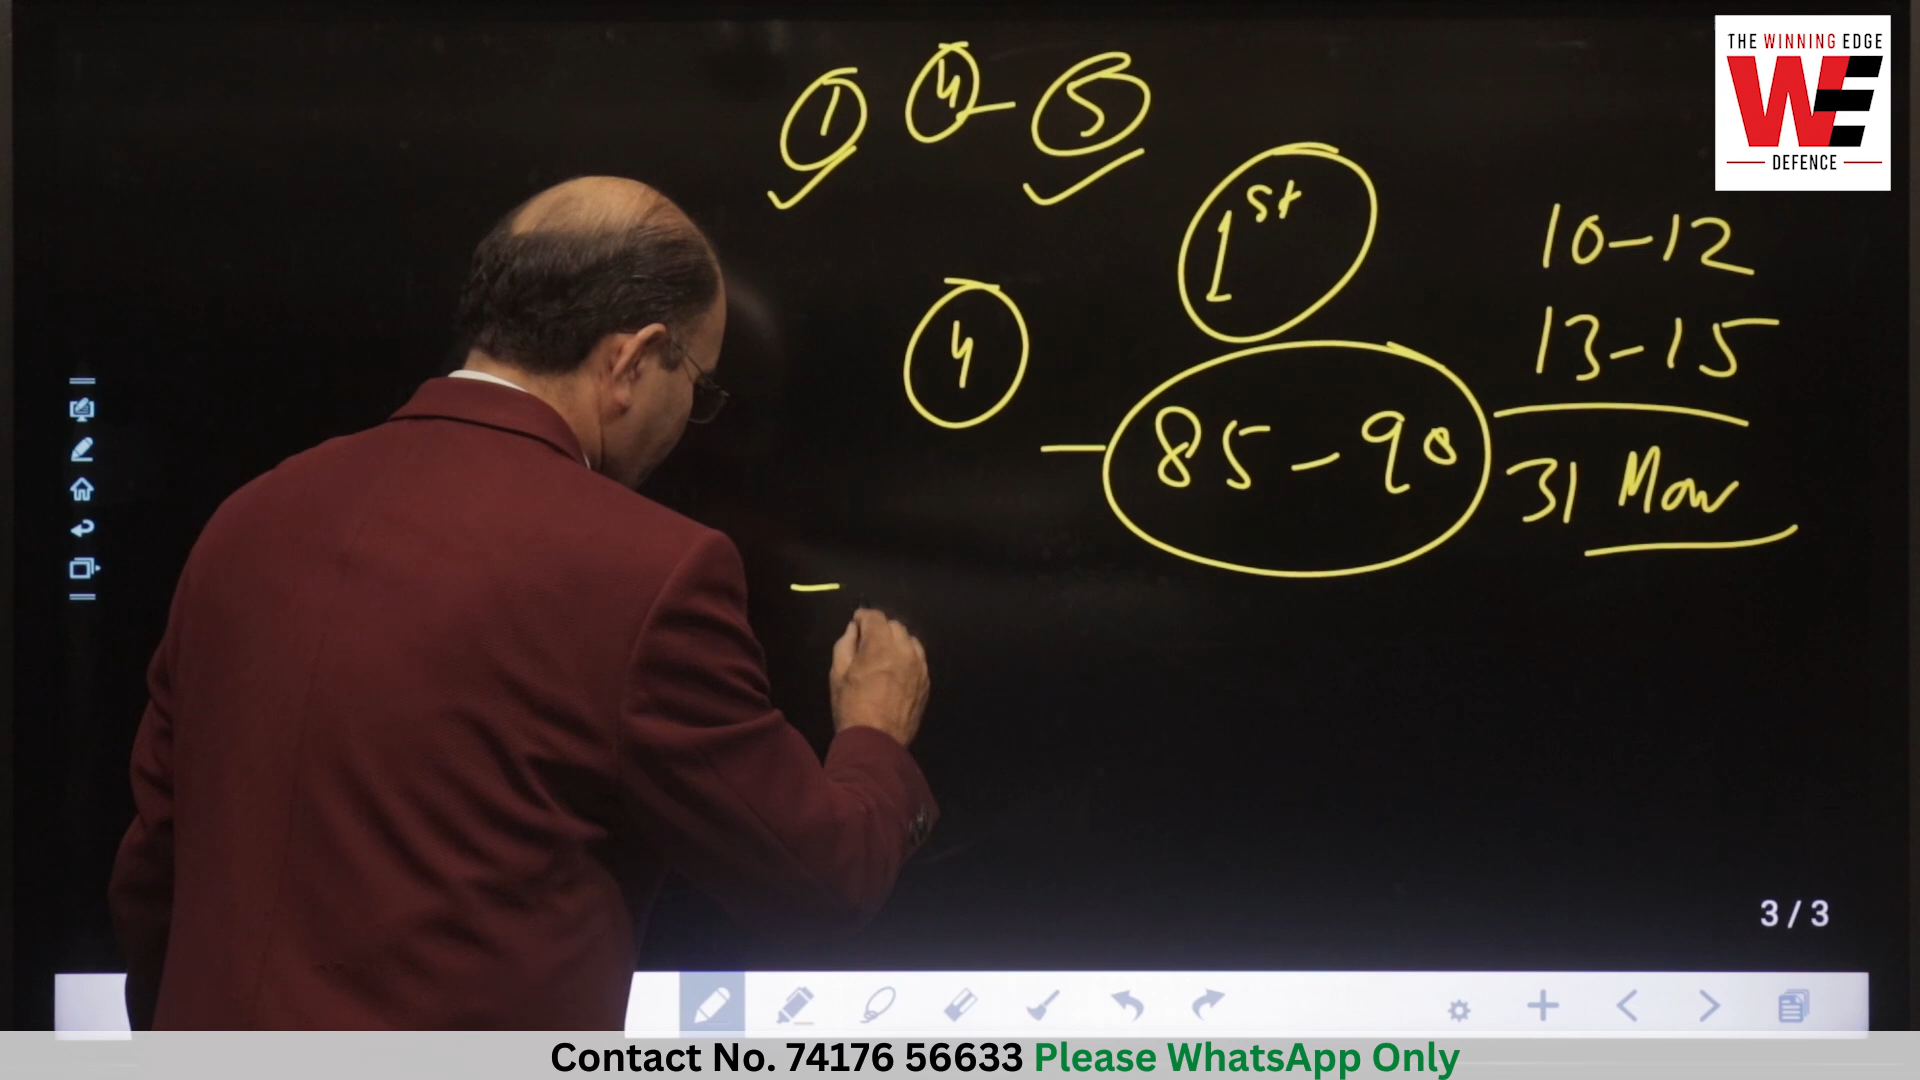 1 4 - 5
THE WINNING EDGE
WE
DEFENCE
1st
10-12
4
13-15
- 85-90
31 Mar
-
3 / 3
Contact No. 74176 56633 Please WhatsApp Only